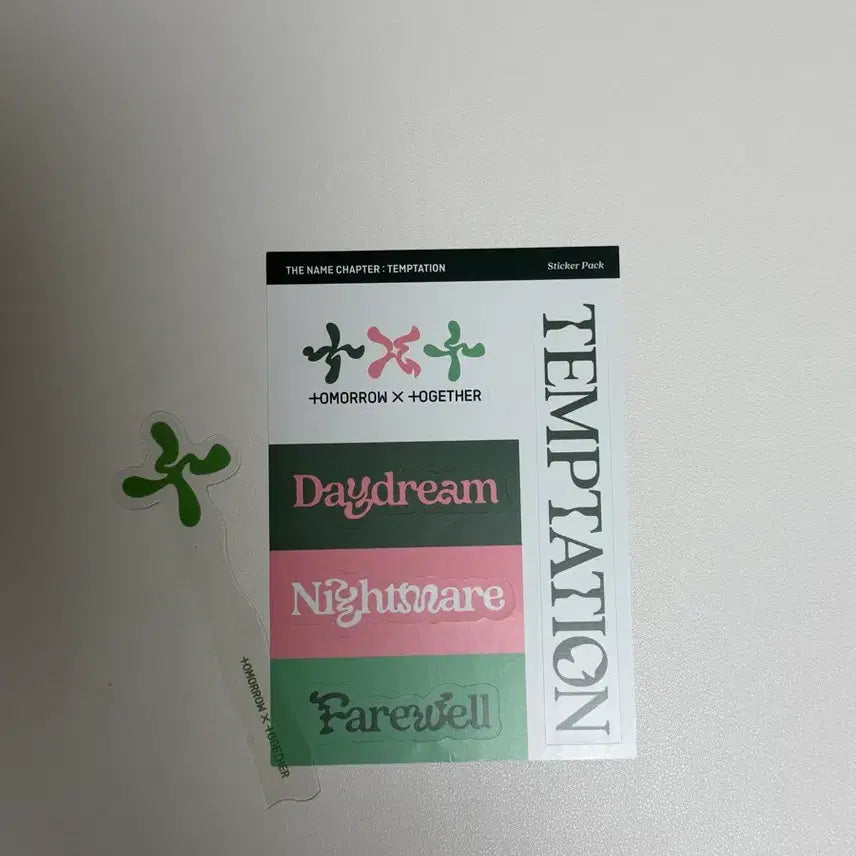 THE NAME CHAPTER : TEMPTATION
Sticker Pack
TOMORROW X TOGETHER
Daydream
Nightmare
Farewell
TEMPTATION
TOMORROW X TOGETHER